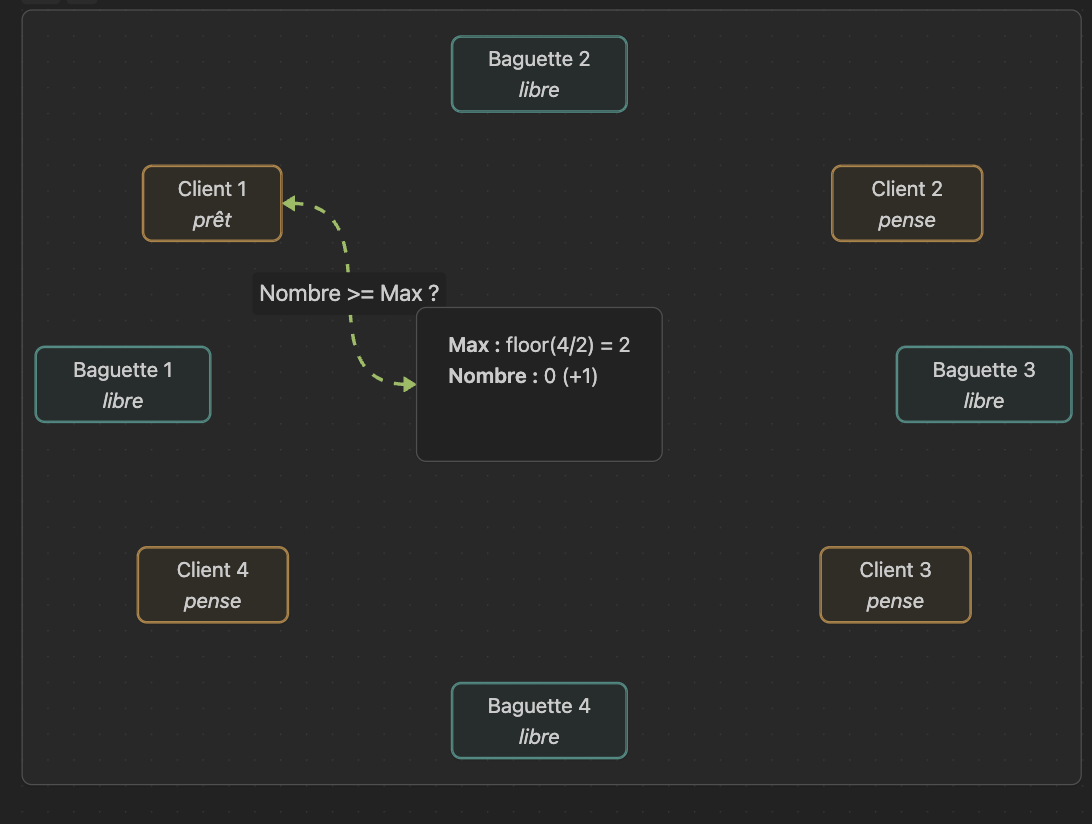 Baguette 2
libre
Client 1
prêt
Client 2
pense
Nombre >= Max ?
Max : floor(4/2) = 2
Nombre : 0 (+1)
Baguette 1
libre
Baguette 3
libre
Client 4
pense
Client 3
pense
Baguette 4
libre